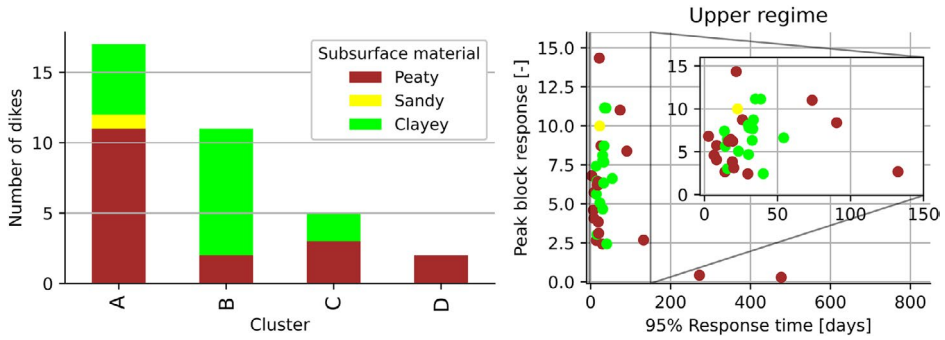 Number of dikes
15
10
5
0
Subsurface material
Peaty
Sandy
Clayey
A
B
C
D
Cluster
Upper regime
Peak block response [-]
15.0
12.5
10.0
7.5
5.0
2.5
0.0
15
10
5
0
0
50
100
150
0
200
400
600
800
95% Response time [days]